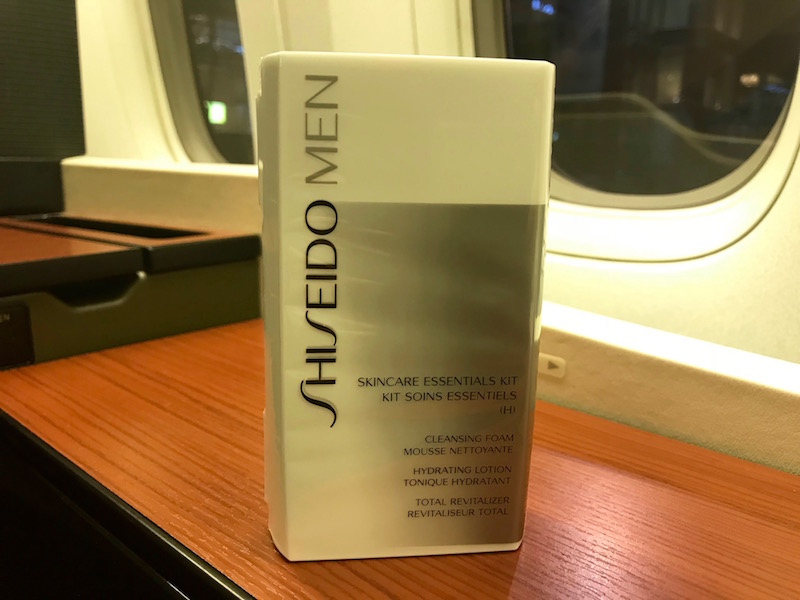 SHISEIDO MEN
SKINCARE ESSENTIALS KIT
KIT SOINS ESSENTIELS
(H)
CLEANSING FOAM
MOUSSE NETTOYANTE
HYDRATING LOTION
TONIQUE HYDRATANT
TOTAL REVITALIZER
REVITALISEUR TOTAL